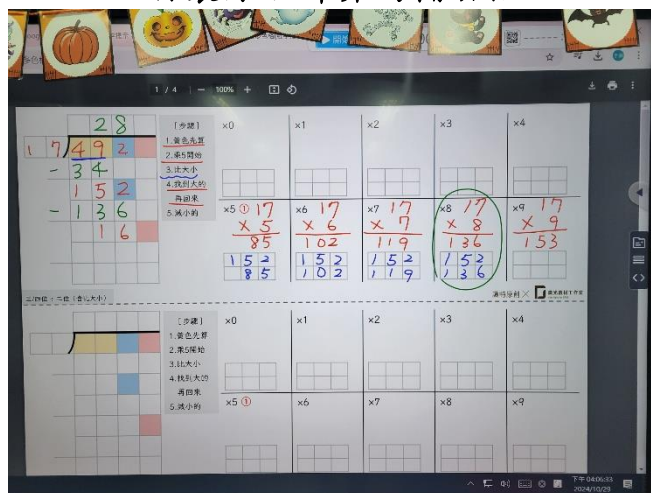 1 / 4 — 100% +
28
17 492
- 34
152
- 136
16
【步驟】
1.黃色先算
2.乘5開始
3.比大小
4.找到大的
再回來
5.減小的
×0
×1
×2
×3
×4
×5 ① 17
× 5
85
152
85
×6 17
× 6
102
152
102
×7 17
× 7
119
152
119
×8 17
× 8
136
152
136
×9 17
× 9
153
【步驟】
1.黃色先算
2.乘5開始
3.比大小
4.找到大的
再回來
5.減小的
×0
×1
×2
×3
×4
×5 ①
×6
×7
×8
×9
下午 04:06:33
2024/10/29